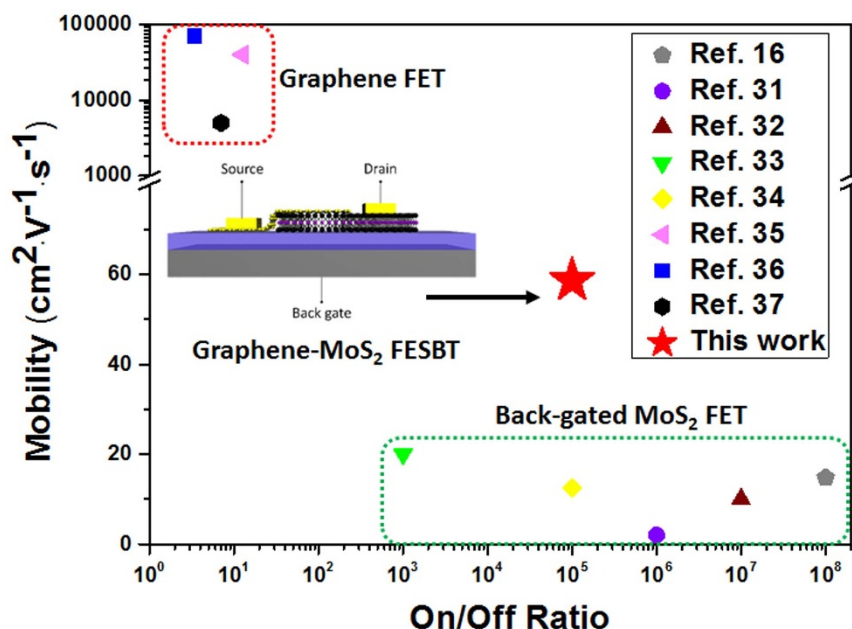 100000
10000
1000
60
40
20
0
Mobility (cm²·V⁻¹·s⁻¹)
Graphene FET
Source
Drain
Back gate
Graphene-MoS₂ FESBT
Ref. 16
Ref. 31
Ref. 32
Ref. 33
Ref. 34
Ref. 35
Ref. 36
Ref. 37
This work
Back-gated MoS₂ FET
10⁰ 10¹ 10² 10³ 10⁴ 10⁵ 10⁶ 10⁷ 10⁸
On/Off Ratio